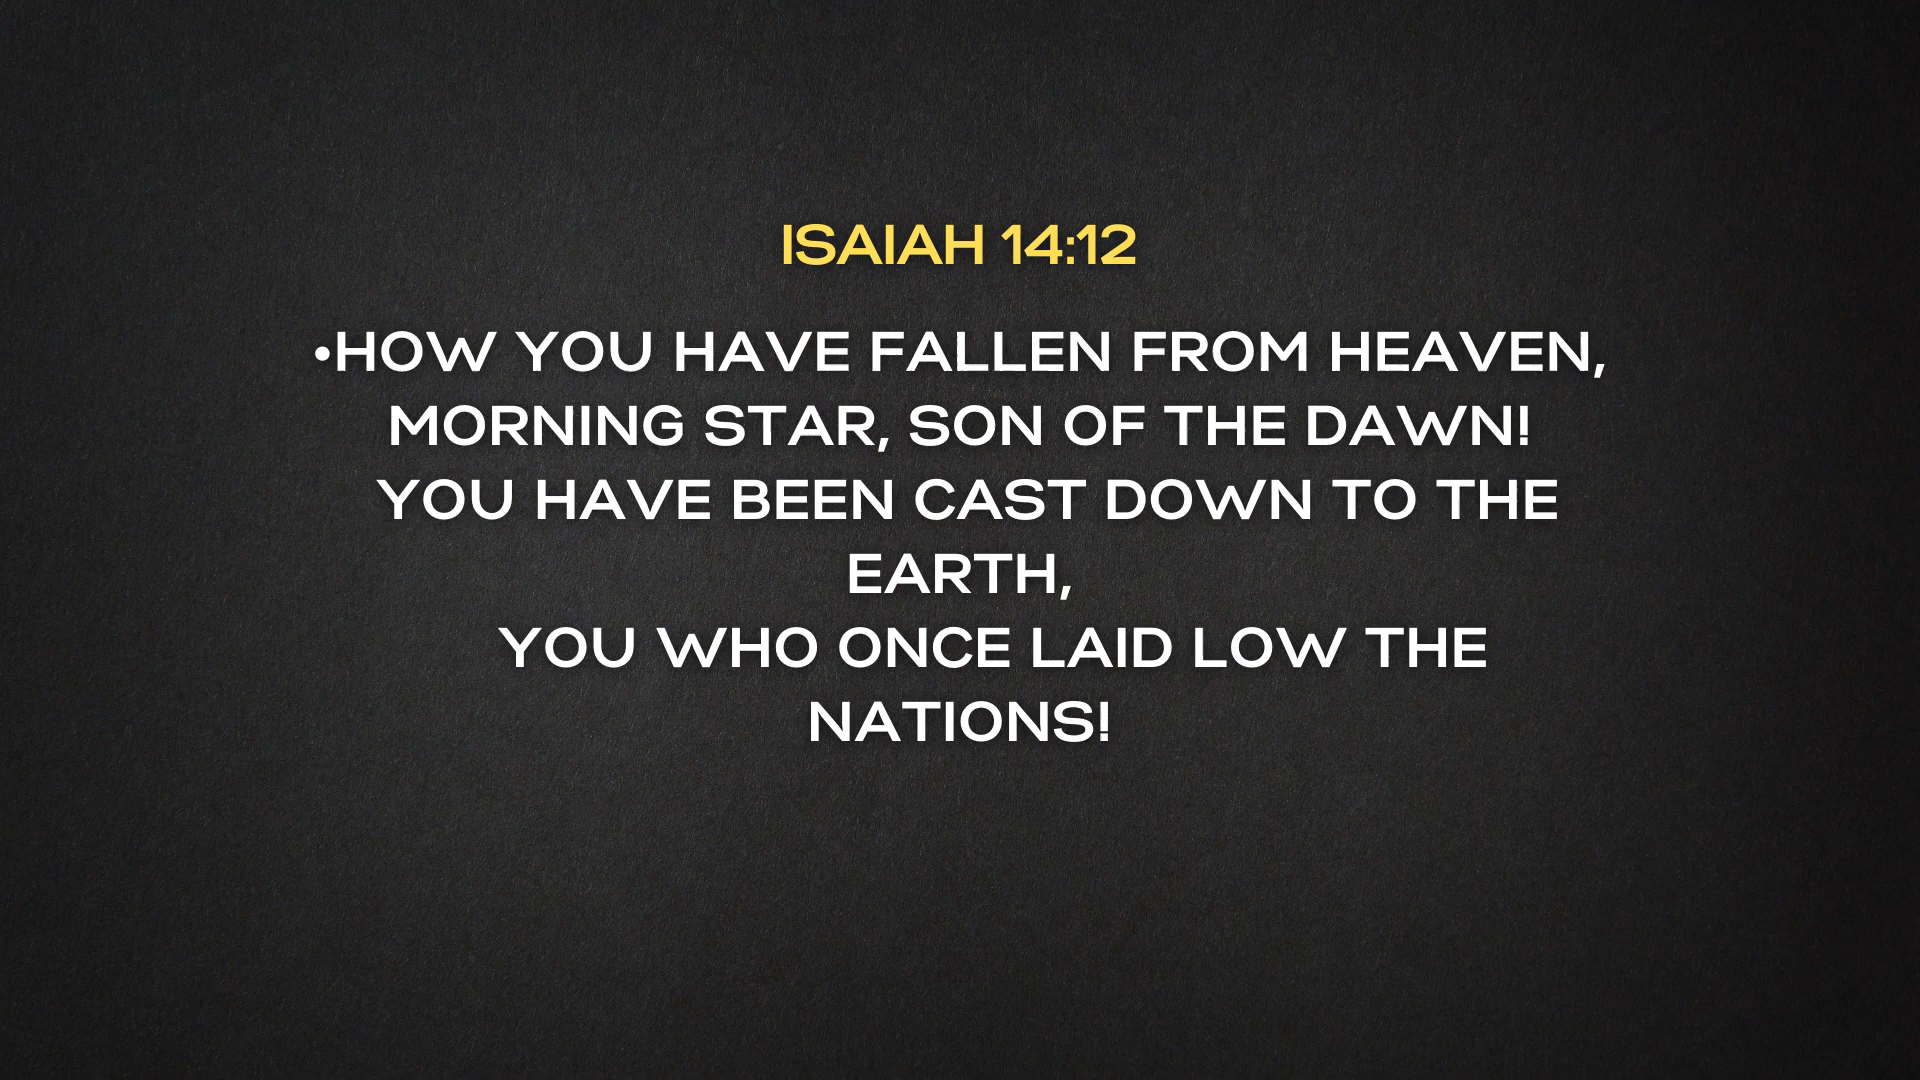 ISAIAH 14:12
•HOW YOU HAVE FALLEN FROM HEAVEN,
MORNING STAR, SON OF THE DAWN!
YOU HAVE BEEN CAST DOWN TO THE
EARTH,
YOU WHO ONCE LAID LOW THE
NATIONS!